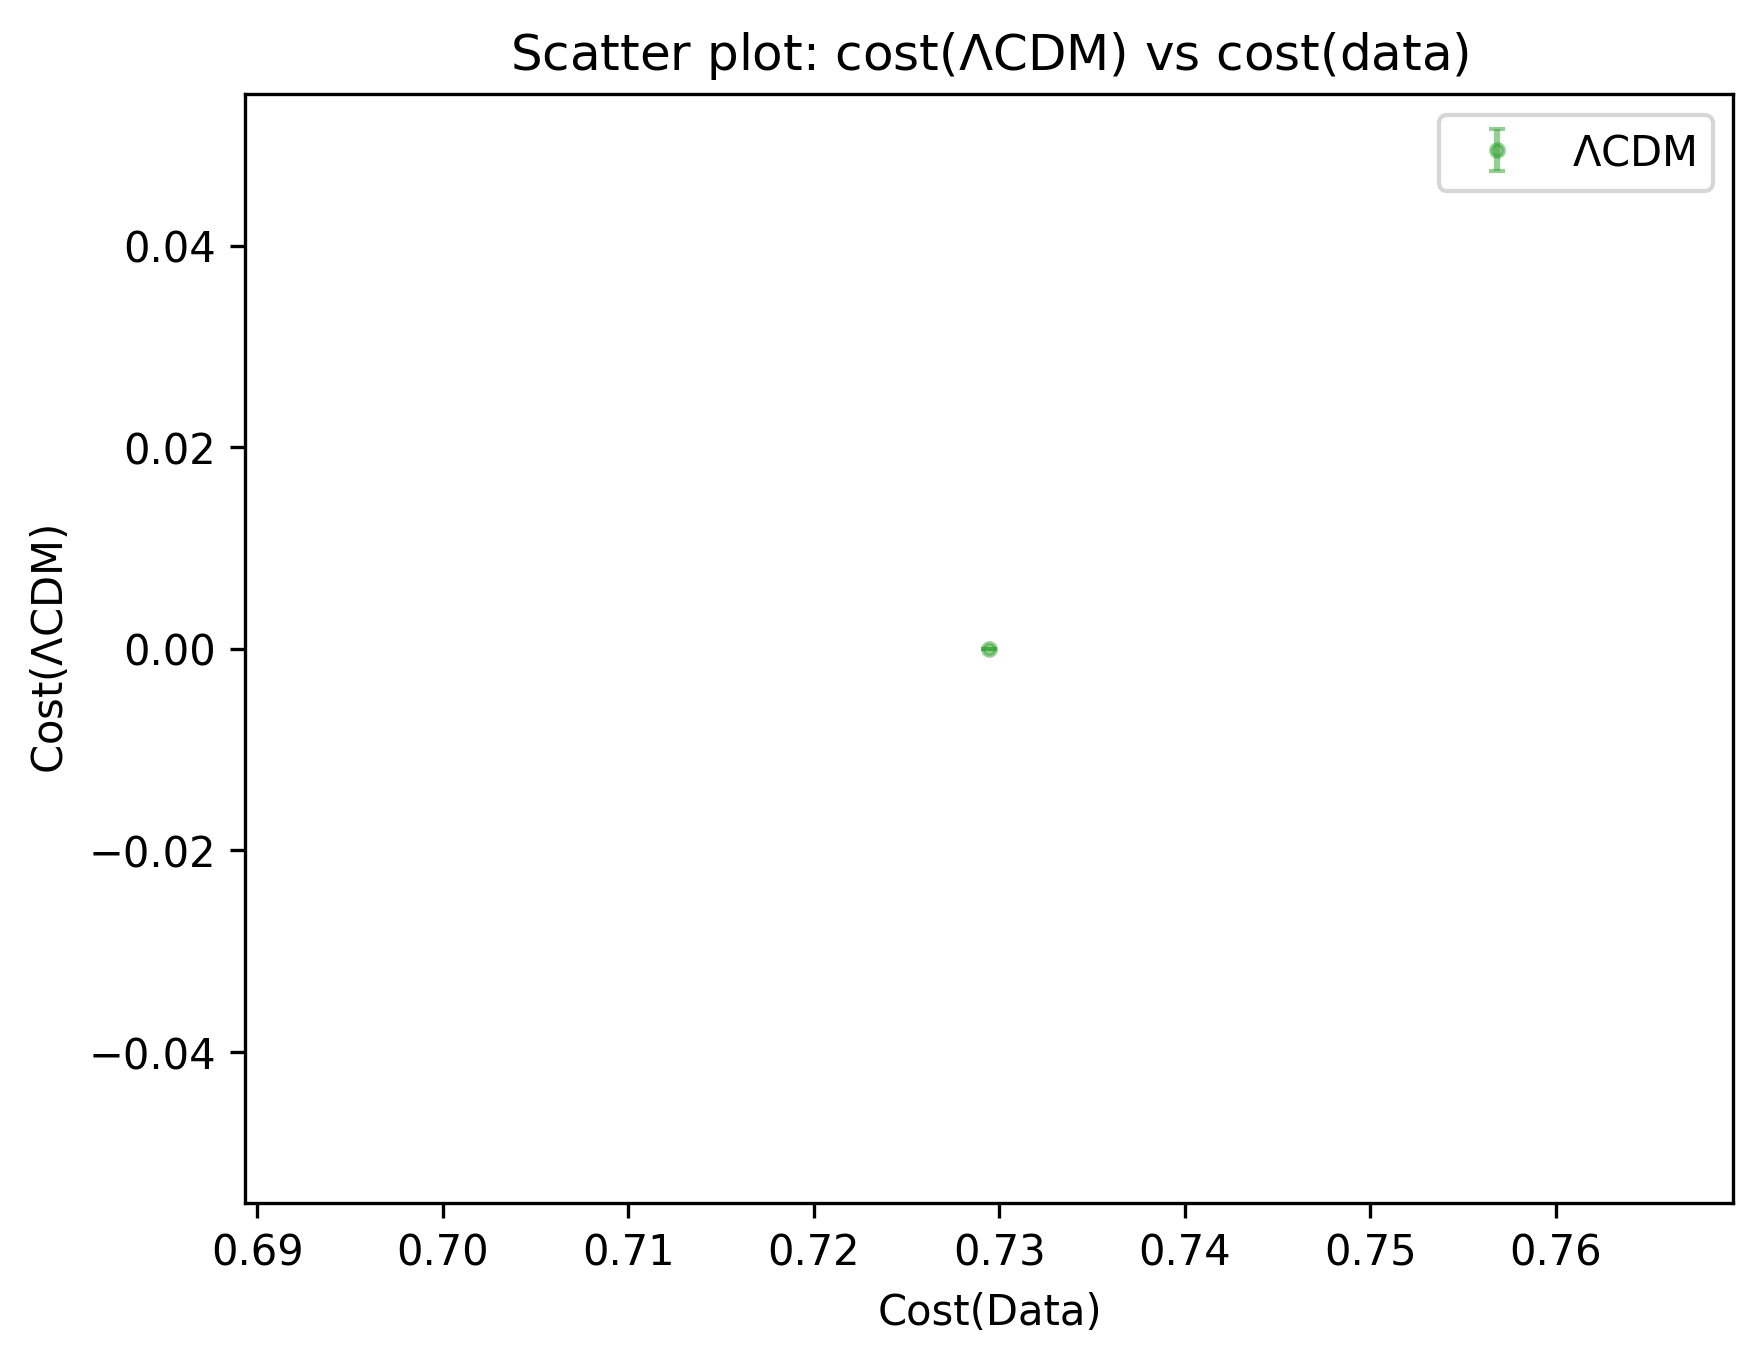 Scatter plot: cost(ΛCDM) vs cost(data)
ΛCDM
0.04
0.02
0.00
−0.02
−0.04
Cost(ΛCDM)
0.69 0.70 0.71 0.72 0.73 0.74 0.75 0.76
Cost(Data)